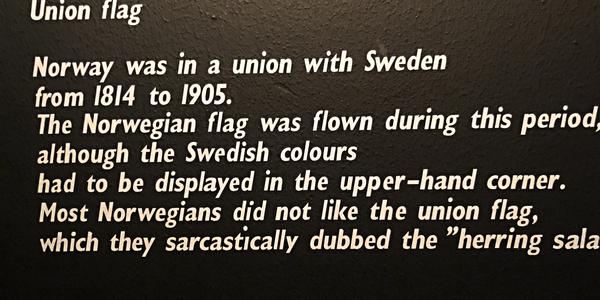 Union flag
Norway was in a union with Sweden
from 1814 to 1905.
The Norwegian flag was flown during this period,
although the Swedish colours
had to be displayed in the upper-hand corner.
Most Norwegians did not like the union flag,
which they sarcastically dubbed the ”herring